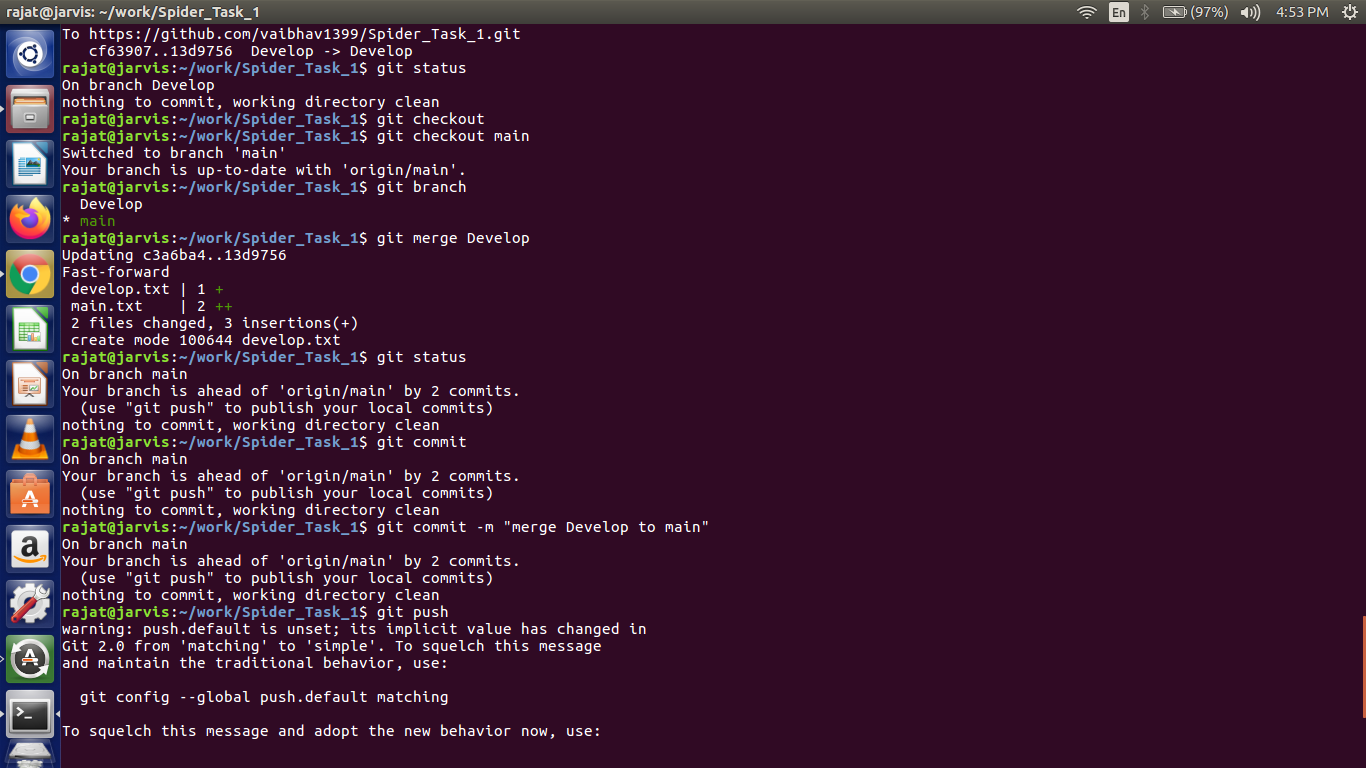 rajat@jarvis: ~/work/Spider_Task_1
En
(97%)
4:53 PM
To https://github.com/vaibhav1399/Spider_Task_1.git
   cf63907..13d9756  Develop -> Develop
rajat@jarvis:~/work/Spider_Task_1$ git status
On branch Develop
nothing to commit, working directory clean
rajat@jarvis:~/work/Spider_Task_1$ git checkout
rajat@jarvis:~/work/Spider_Task_1$ git checkout main
Switched to branch 'main'
Your branch is up-to-date with 'origin/main'.
rajat@jarvis:~/work/Spider_Task_1$ git branch
  Develop
* main
rajat@jarvis:~/work/Spider_Task_1$ git merge Develop
Updating c3a6ba4..13d9756
Fast-forward
 develop.txt | 1 +
 main.txt    | 2 ++
 2 files changed, 3 insertions(+)
 create mode 100644 develop.txt
rajat@jarvis:~/work/Spider_Task_1$ git status
On branch main
Your branch is ahead of 'origin/main' by 2 commits.
  (use "git push" to publish your local commits)
nothing to commit, working directory clean
rajat@jarvis:~/work/Spider_Task_1$ git commit
On branch main
Your branch is ahead of 'origin/main' by 2 commits.
  (use "git push" to publish your local commits)
nothing to commit, working directory clean
rajat@jarvis:~/work/Spider_Task_1$ git commit -m "merge Develop to main"
On branch main
Your branch is ahead of 'origin/main' by 2 commits.
  (use "git push" to publish your local commits)
nothing to commit, working directory clean
rajat@jarvis:~/work/Spider_Task_1$ git push
warning: push.default is unset; its implicit value has changed in
Git 2.0 from 'matching' to 'simple'. To squelch this message
and maintain the traditional behavior, use:
  git config --global push.default matching
To squelch this message and adopt the new behavior now, use: